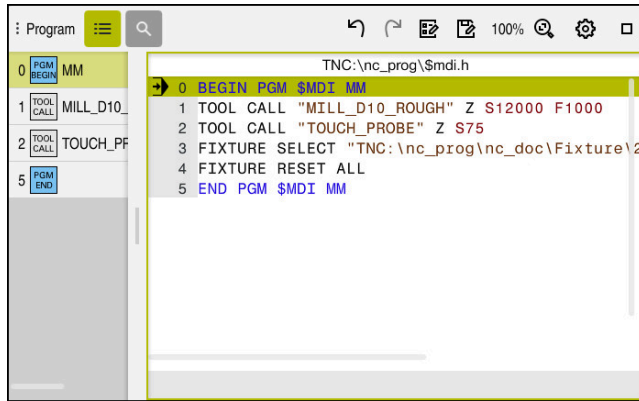 Program
100%
0 PGM BEGIN MM
1 TOOL CALL MILL_D10_
2 TOOL CALL TOUCH_PR
5 PGM END
TNC:\nc_prog\$mdi.h
0 BEGIN PGM $MDI MM
1 TOOL CALL "MILL_D10_ROUGH" Z S12000 F1000
2 TOOL CALL "TOUCH_PROBE" Z S75
3 FIXTURE SELECT "TNC:\nc_prog\nc_doc\Fixture\2
4 FIXTURE RESET ALL
5 END PGM $MDI MM